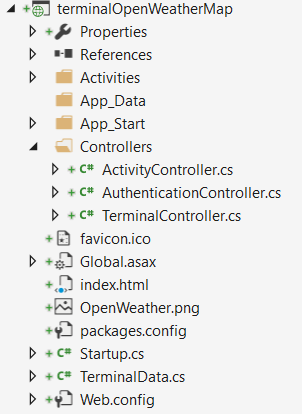 terminalOpenWeatherMap
Properties
References
Activities
App_Data
App_Start
Controllers
C# ActivityController.cs
C# AuthenticationController.cs
C# TerminalController.cs
favicon.ico
Global.asax
index.html
OpenWeather.png
packages.config
C# Startup.cs
C# TerminalData.cs
Web.config